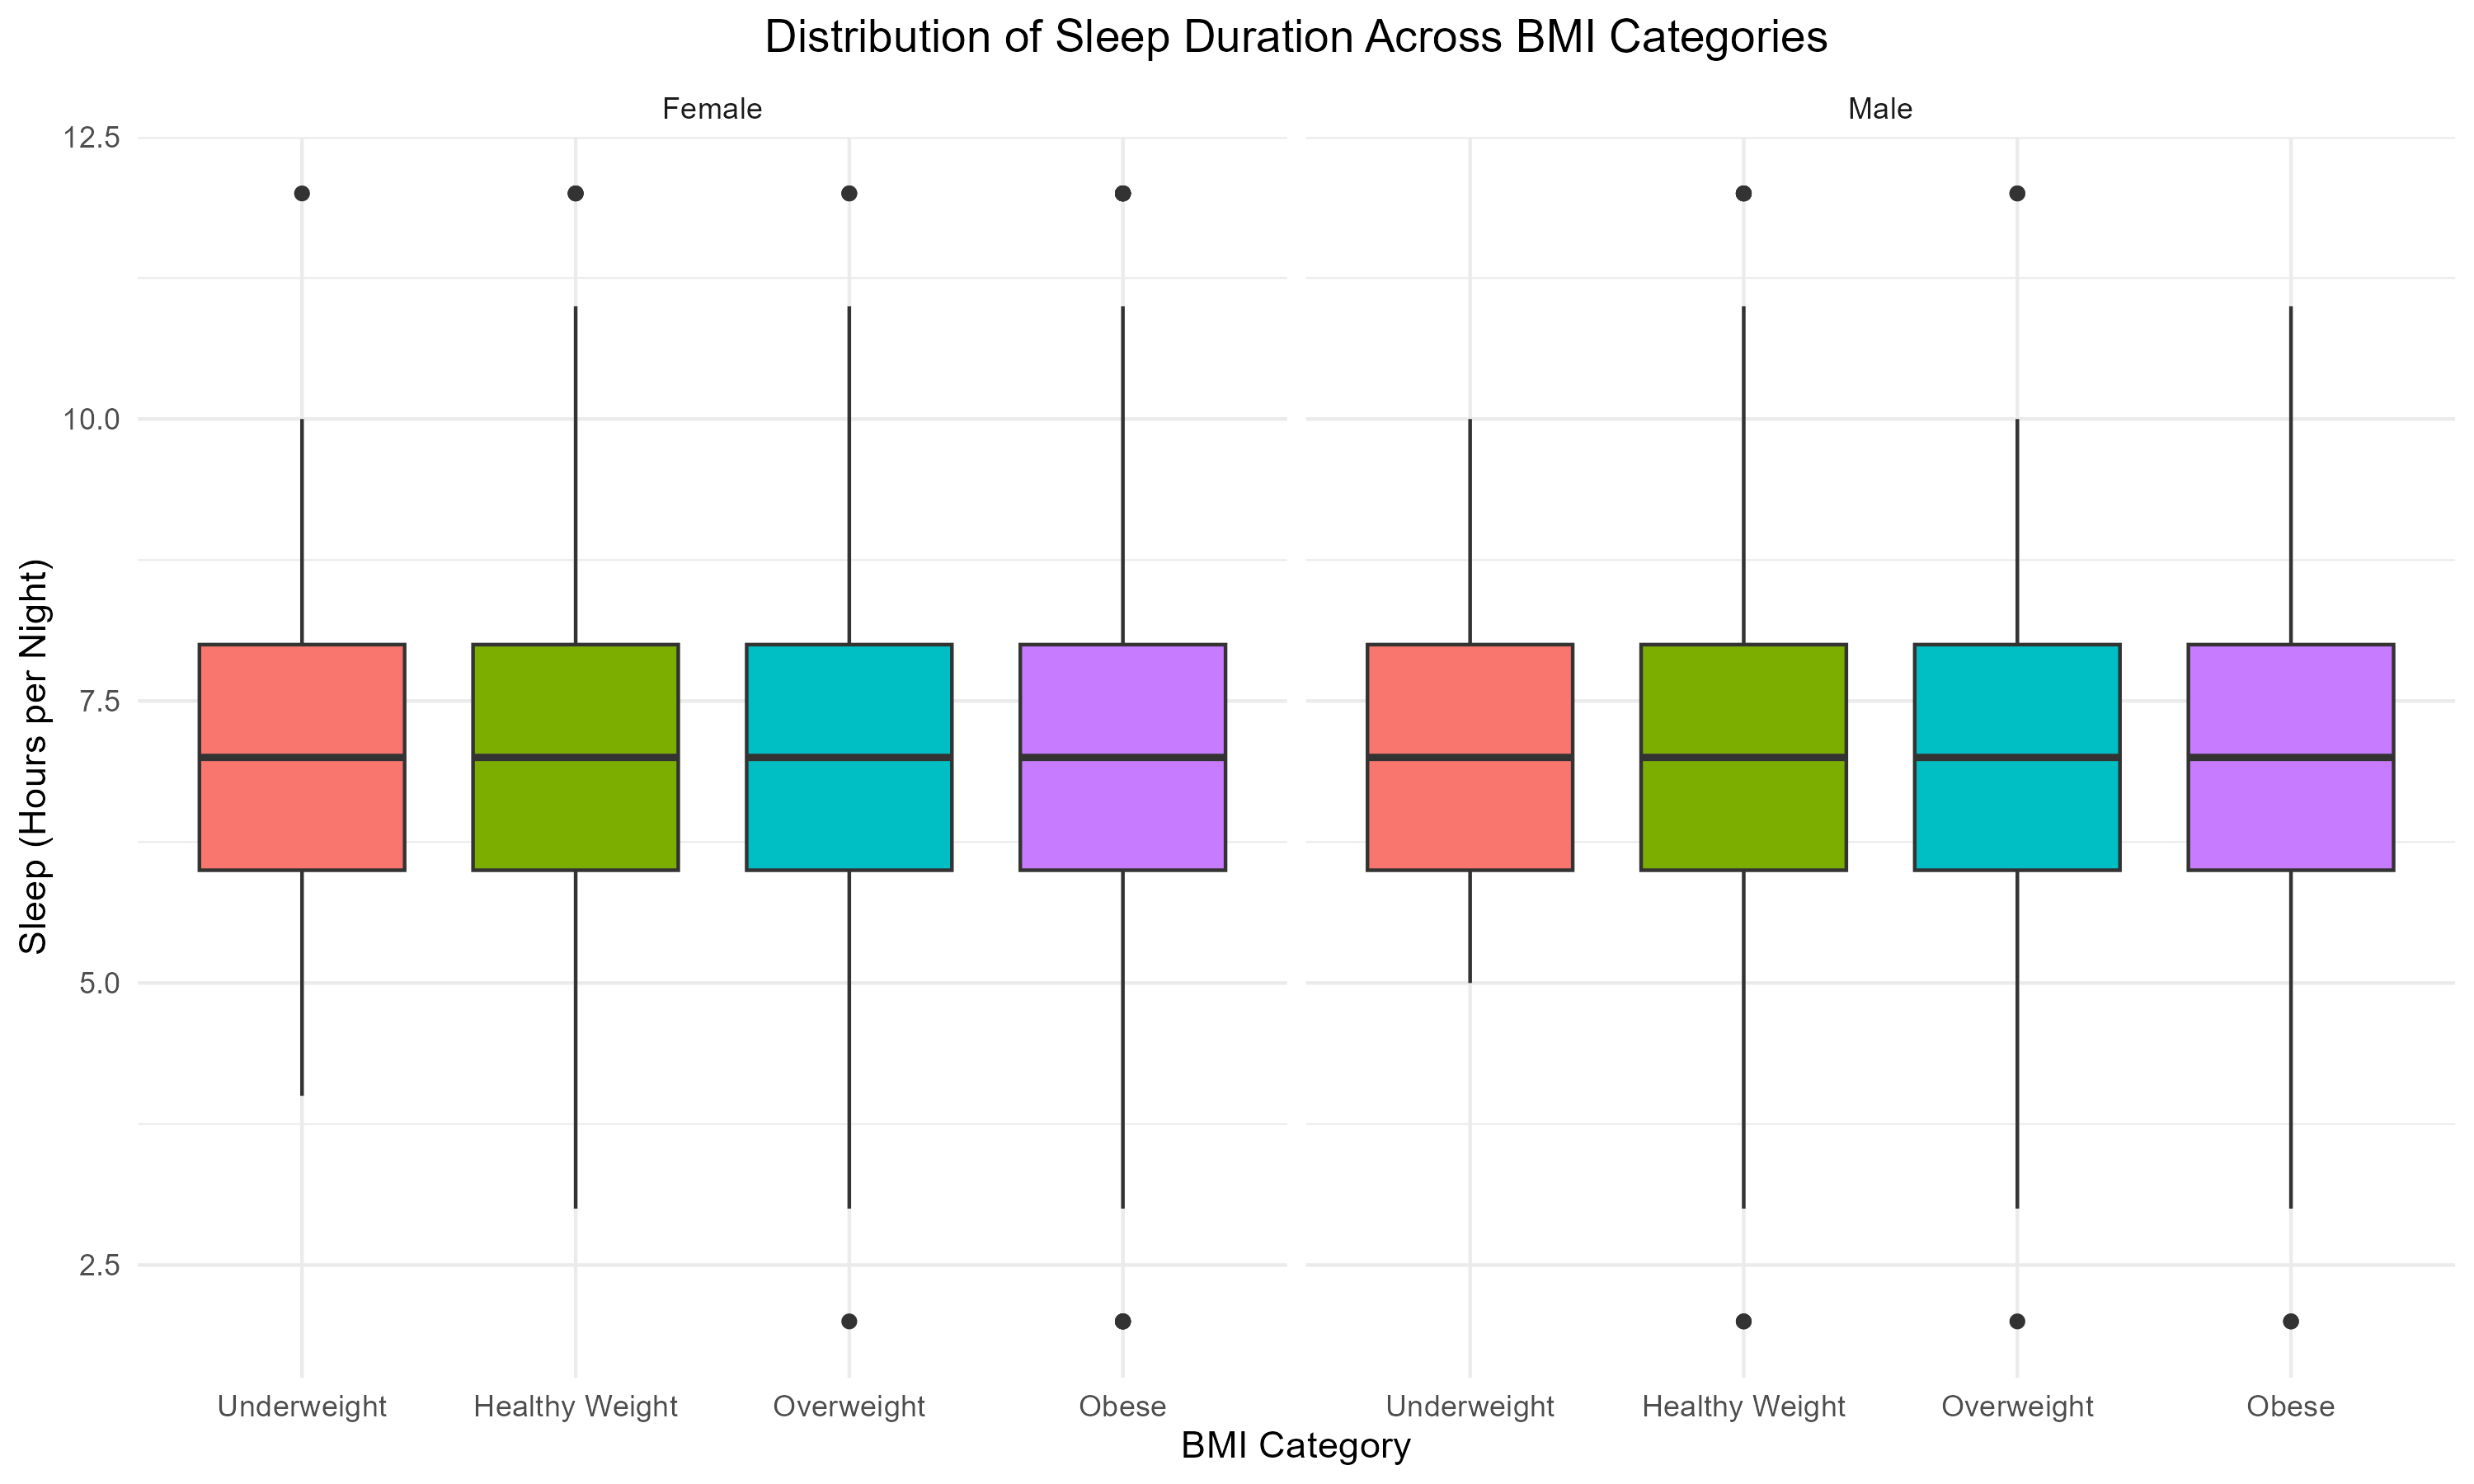 Distribution of Sleep Duration Across BMI Categories
Female
Male
12.5
10.0
7.5
5.0
2.5
Sleep (Hours per Night)
Underweight Healthy Weight Overweight Obese Underweight Healthy Weight Overweight Obese
BMI Category